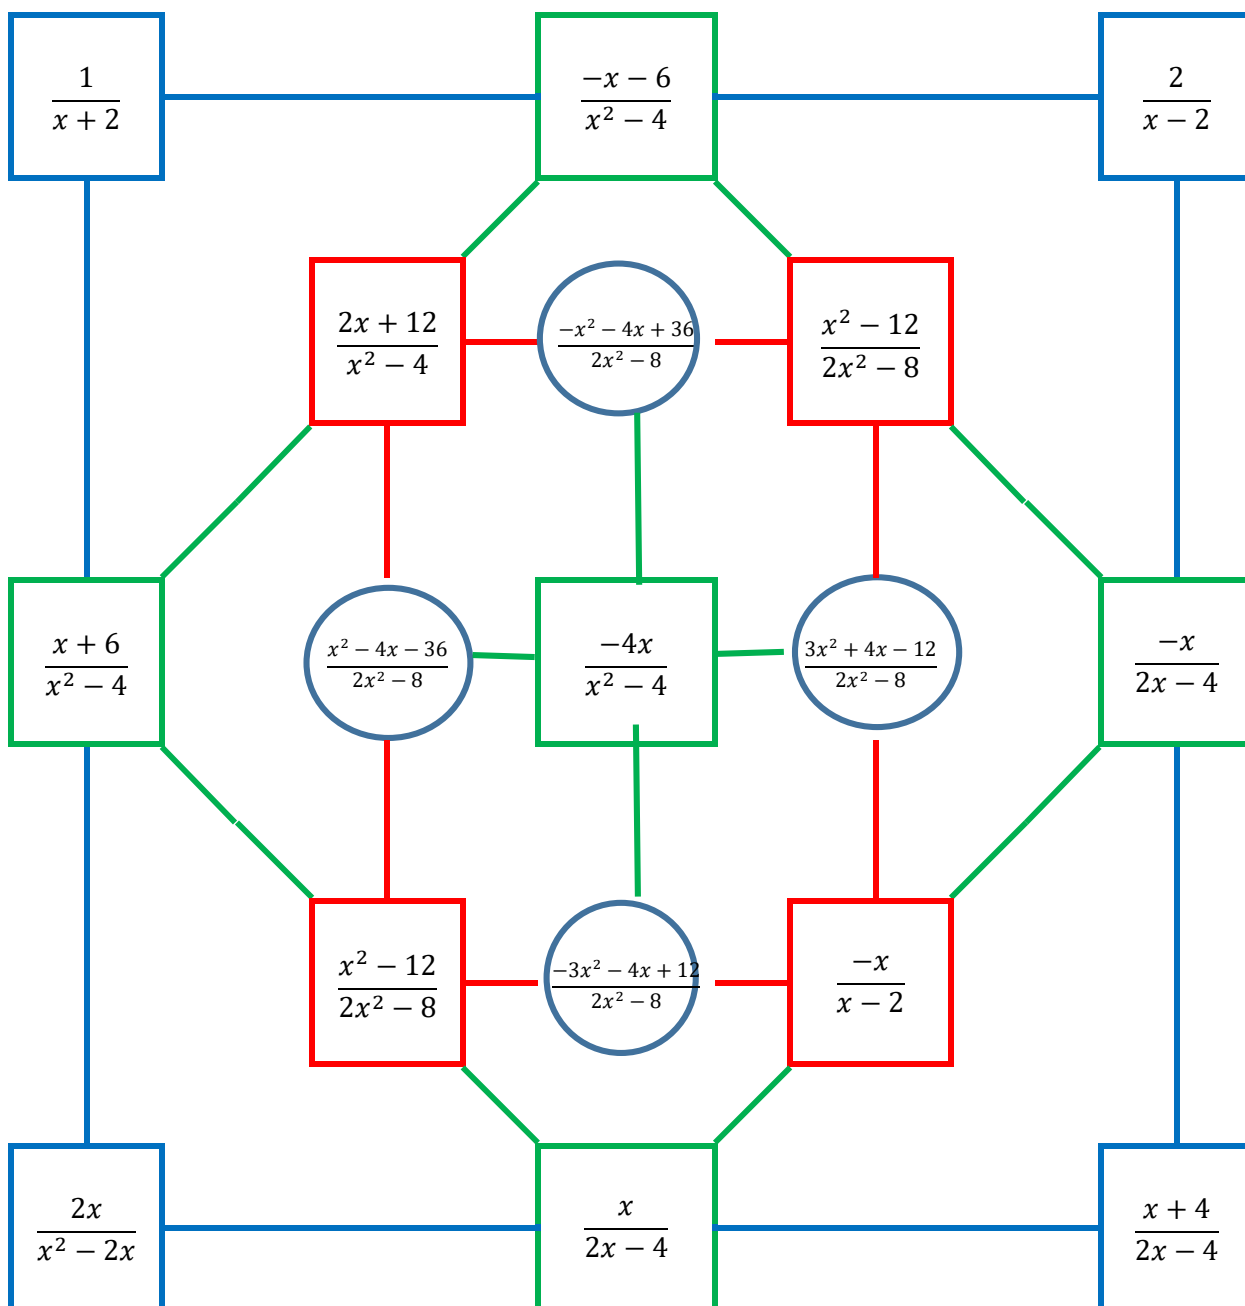 1/(x + 2)
(−x − 6)/(x² − 4)
2/(x − 2)
(2x + 12)/(x² − 4)
(−x² − 4x + 36)/(2x² − 8)
(x² − 12)/(2x² − 8)
(x + 6)/(x² − 4)
(x² − 4x − 36)/(2x² − 8)
−4x/(x² − 4)
(3x² + 4x − 12)/(2x² − 8)
−x/(2x − 4)
(x² − 12)/(2x² − 8)
(−3x² − 4x + 12)/(2x² − 8)
−x/(x − 2)
2x/(x² − 2x)
x/(2x − 4)
(x + 4)/(2x − 4)